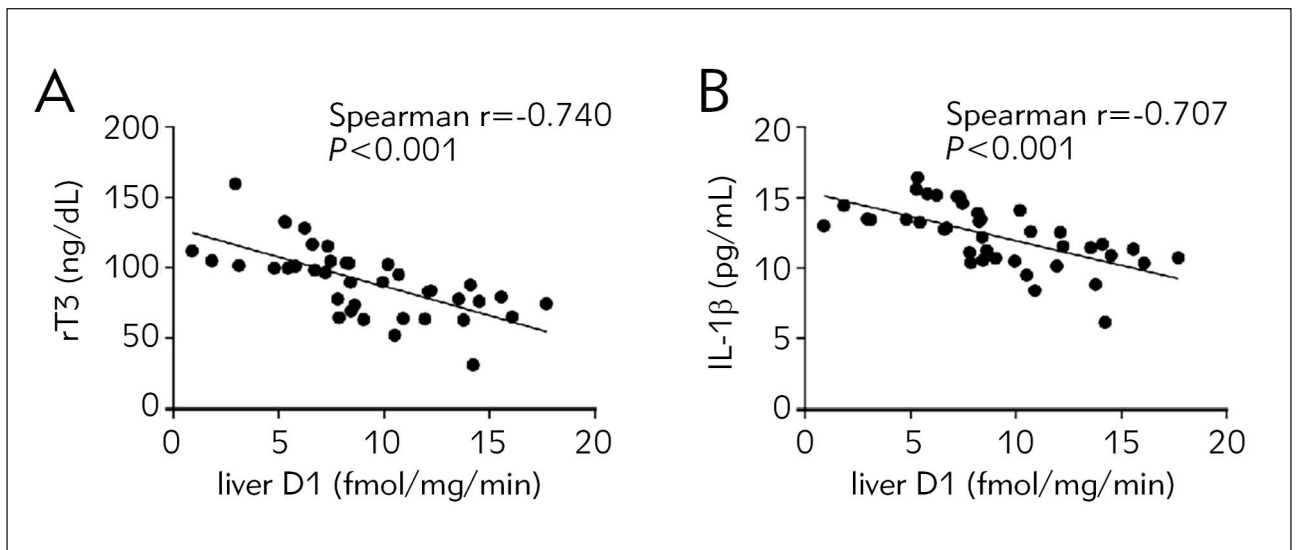 A
Spearman r=-0.740
P<0.001
200
150
100
50
0
rT3 (ng/dL)
0 5 10 15 20
liver D1 (fmol/mg/min)
B
Spearman r=-0.707
P<0.001
20
15
10
5
0
IL-1β (pg/mL)
0 5 10 15 20
liver D1 (fmol/mg/min)